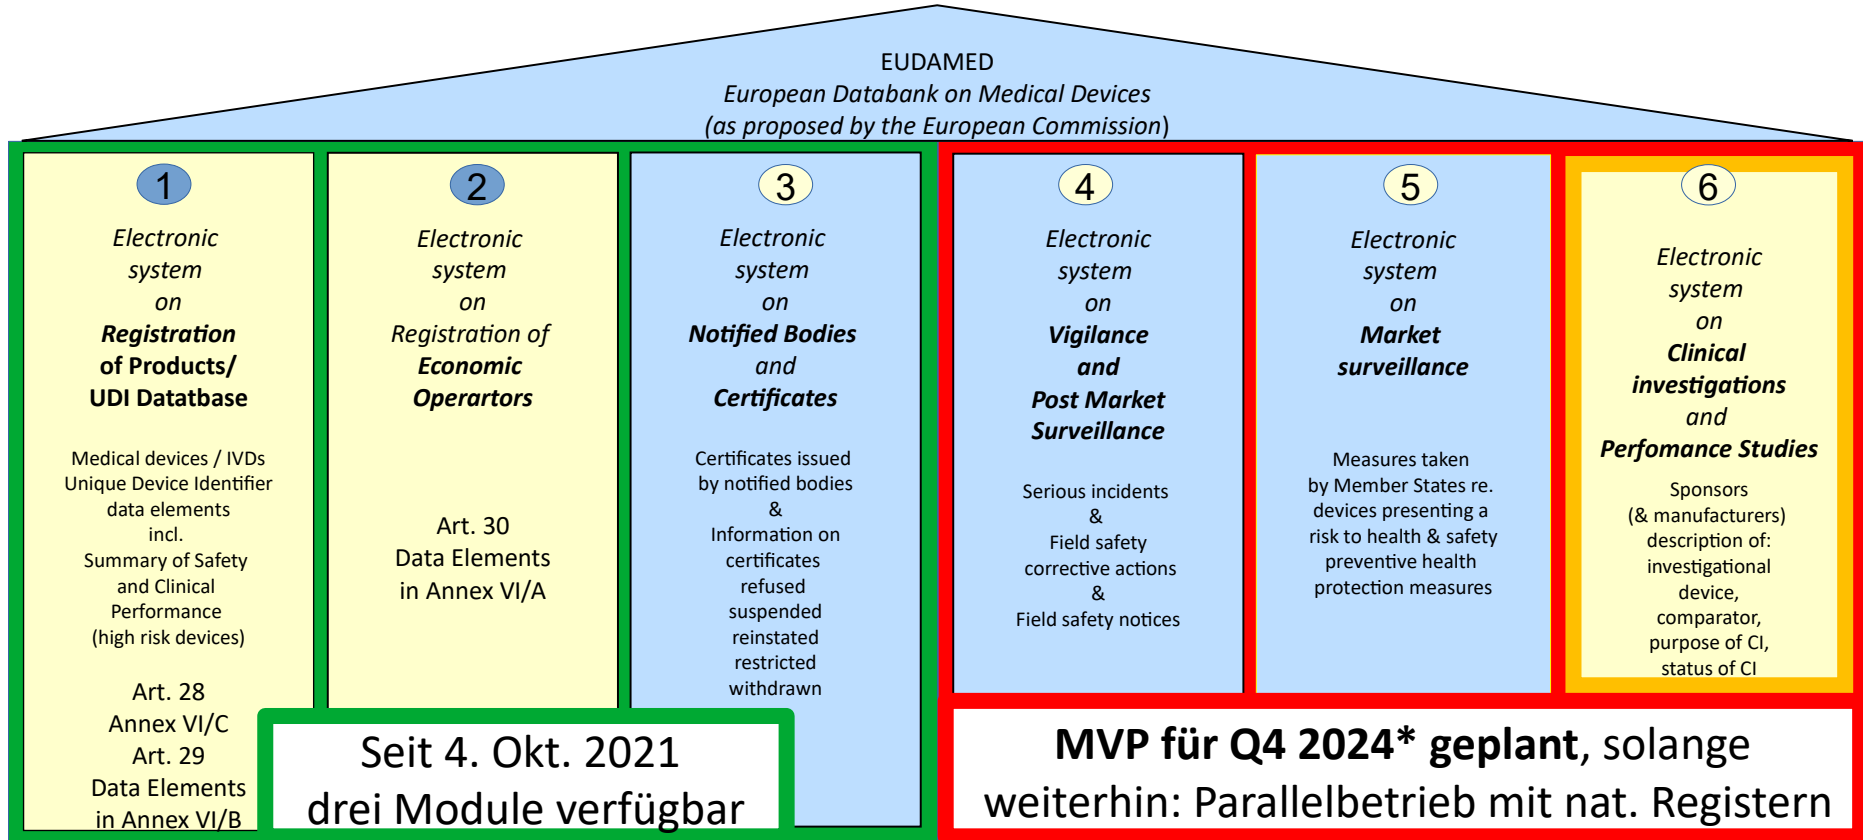 EUDAMED
European Databank on Medical Devices
(as proposed by the European Commission)
1
Electronic
system
on
Registration
of Products/
UDI Datatbase
Medical devices / IVDs
Unique Device Identifier
data elements
incl.
Summary of Safety
and Clinical
Performance
(high risk devices)
Art. 28
Annex VI/C
Art. 29
Data Elements
in Annex VI/B
2
Electronic
system
on
Registration of
Economic
Operartors
Art. 30
Data Elements
in Annex VI/A
3
Electronic
system
on
Notified Bodies
and
Certificates
Certificates issued
by notified bodies
&
Information on
certificates
refused
suspended
reinstated
restricted
withdrawn
Seit 4. Okt. 2021
drei Module verfügbar
4
Electronic
system
on
Vigilance
and
Post Market
Surveillance
Serious incidents
&
Field safety
corrective actions
&
Field safety notices
5
Electronic
system
on
Market
surveillance
Measures taken
by Member States re.
devices presenting a
risk to health & safety
preventive health
protection measures
6
Electronic
system
on
Clinical
investigations
and
Perfomance Studies
Sponsors
(& manufacturers)
description of:
investigational
device,
comparator,
purpose of CI,
status of CI
MVP für Q4 2024* geplant, solange
weiterhin: Parallelbetrieb mit nat. Registern